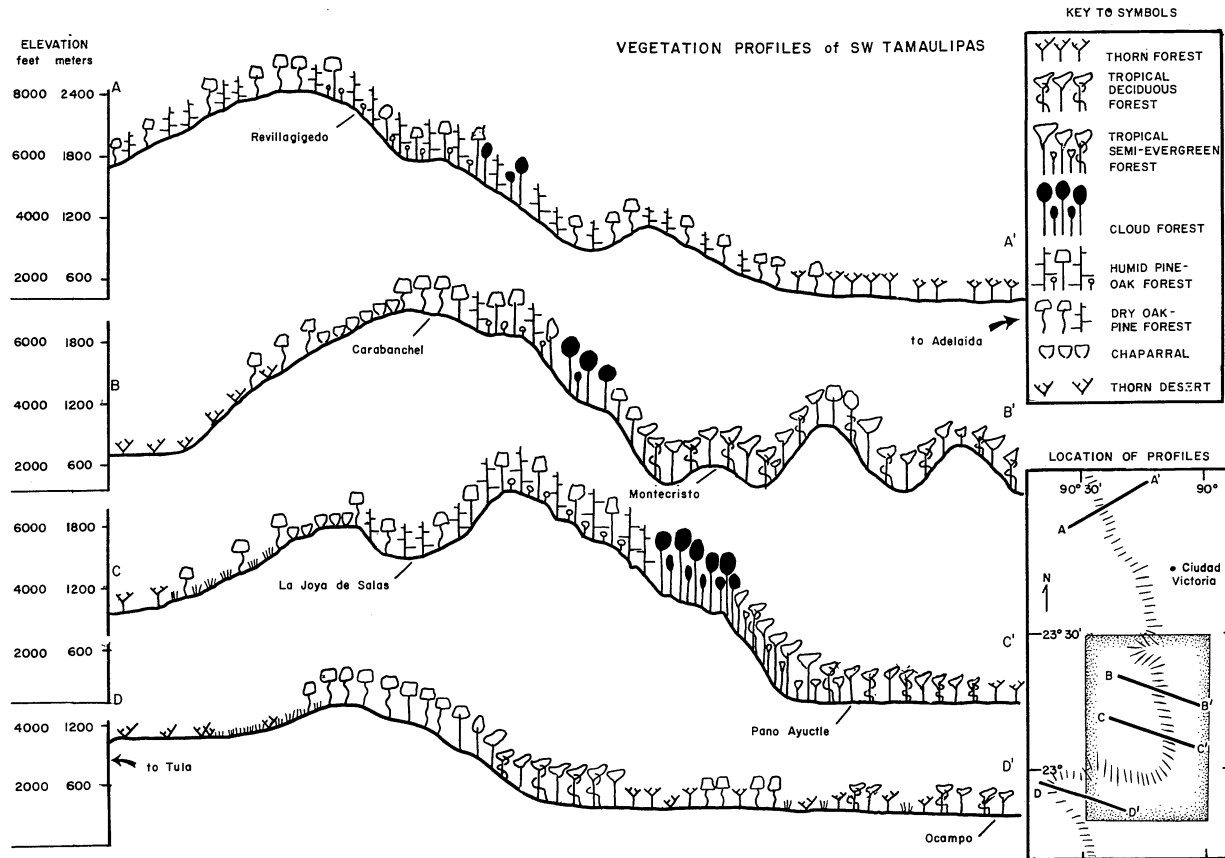 VEGETATION PROFILES of SW TAMAULIPAS
ELEVATION
feet meters
A
8000 2400
6000 1800
4000 1200
2000 600
Revillagigedo
A'
to Adelaida
B
6000 1800
4000 1200
2000 600
Carabanchel
Montecristo
B'
C
6000 1800
4000 1200
2000 600
La Joya de Salas
Pano Ayuctle
C'
D
4000 1200
2000 600
to Tula
Ocampo
D'
KEY TO SYMBOLS
THORN FOREST
TROPICAL
DECIDUOUS
FOREST
TROPICAL
SEMI-EVERGREEN
FOREST
CLOUD FOREST
HUMID PINE-
OAK FOREST
DRY OAK-
PINE FOREST
CHAPARRAL
THORN DESERT
LOCATION OF PROFILES
90° 30'
90°
A'
A
Ciudad
Victoria
N
23° 30'
B
B'
C
C'
23°
D
D'